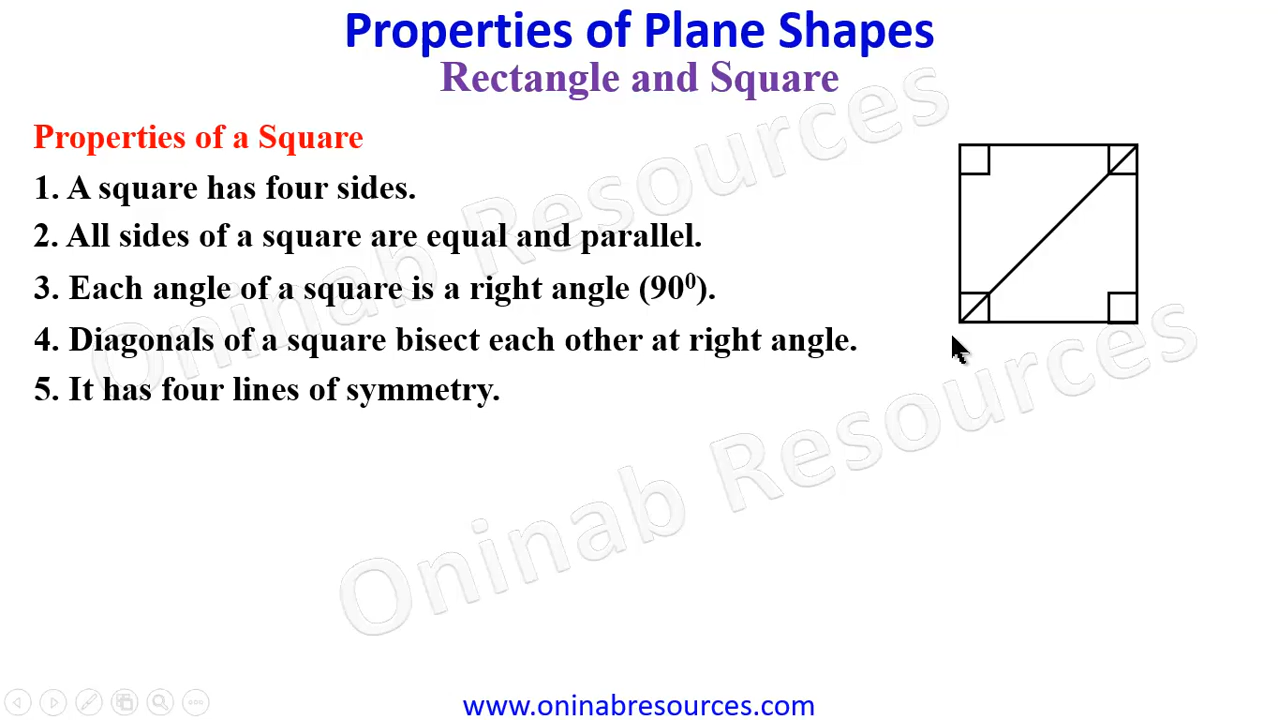 Properties of Plane Shapes
Rectangle and Square
Properties of a Square
1. A square has four sides.
2. All sides of a square are equal and parallel.
3. Each angle of a square is a right angle (90⁰).
4. Diagonals of a square bisect each other at right angle.
5. It has four lines of symmetry.
Oninab Resources
Oninab Resources
www.oninabresources.com